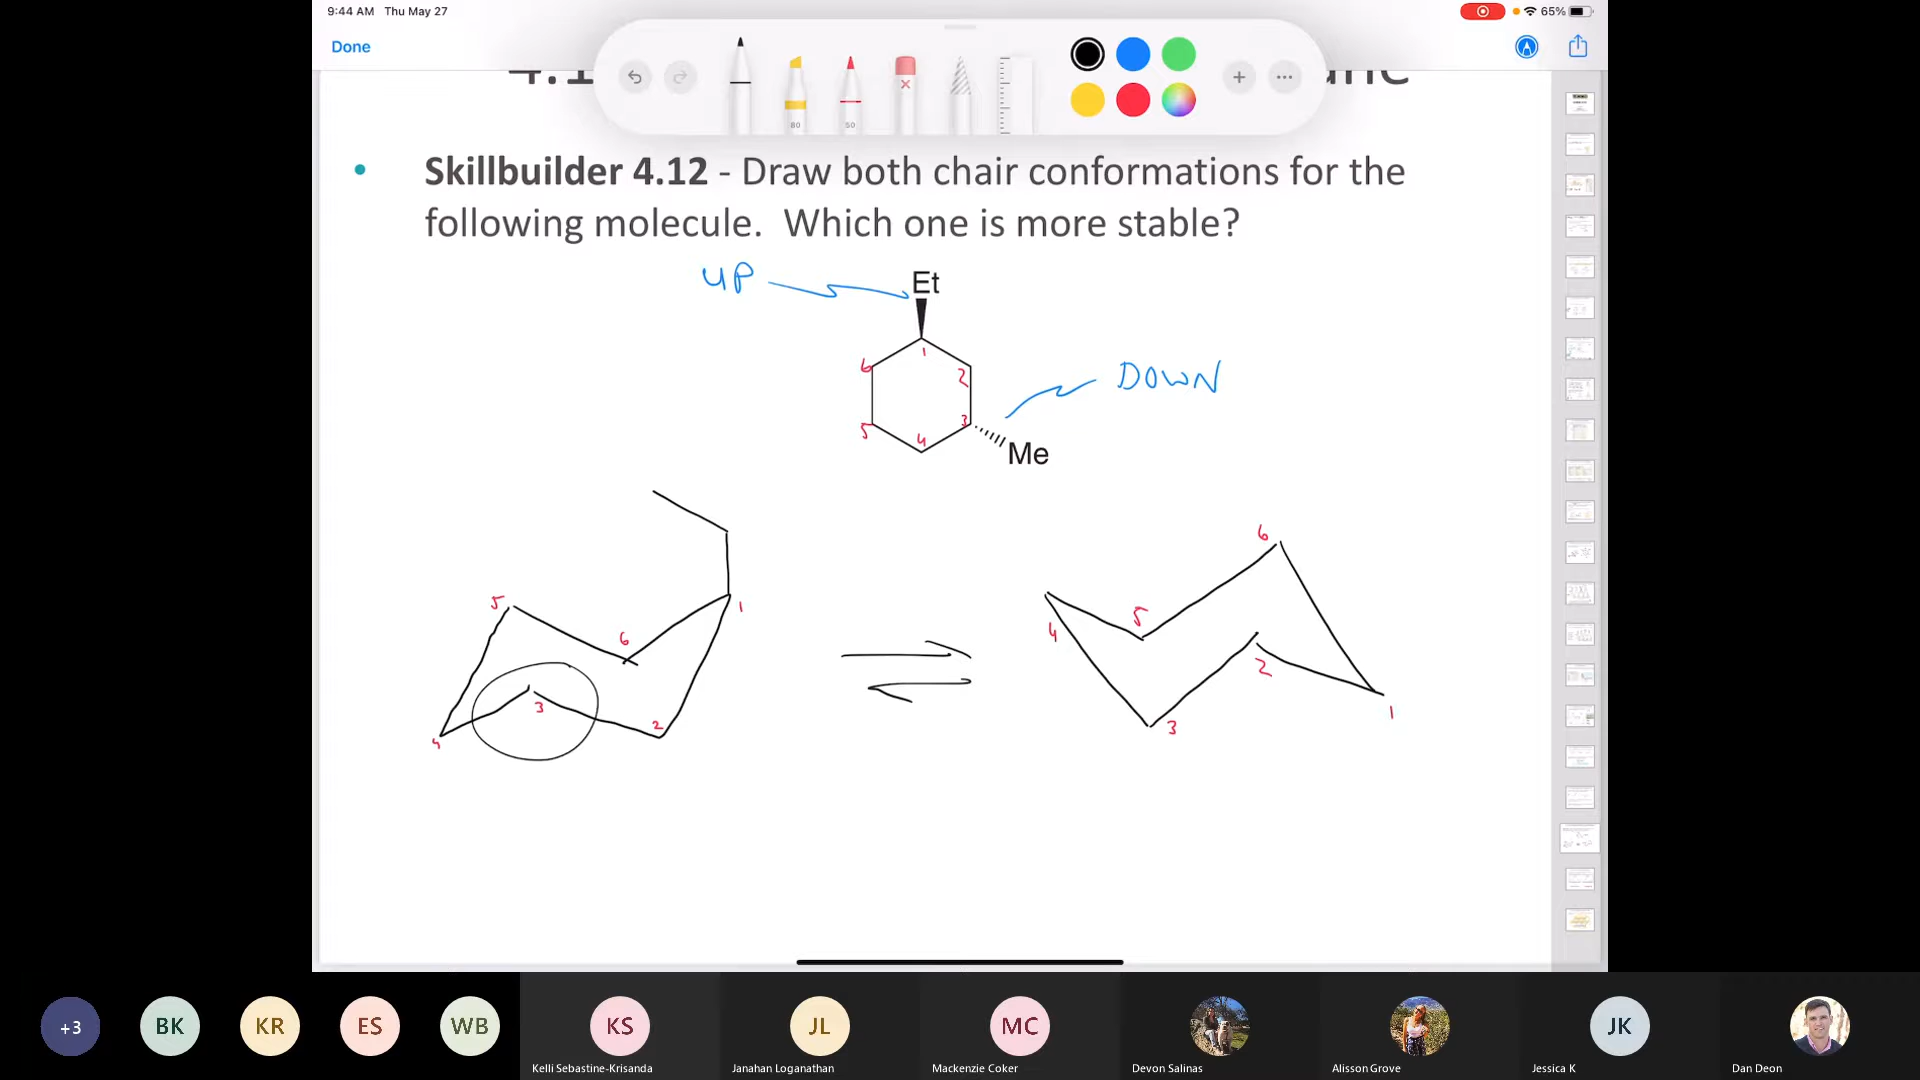 9:44 AM Thu May 27
65%
Done
80
50
• Skillbuilder 4.12 - Draw both chair conformations for the
following molecule. Which one is more stable?
UP
Et
1
6
2
DOWN
5
4
3
Me
6
5
1
6
5
4
3
2
2
4
3
1
+3
BK
KR
ES
WB
KS
JL
MC
JK
Kelli Sebastine-Krisanda
Janahan Loganathan
Mackenzie Coker
Devon Salinas
Alisson Grove
Jessica K
Dan Deon